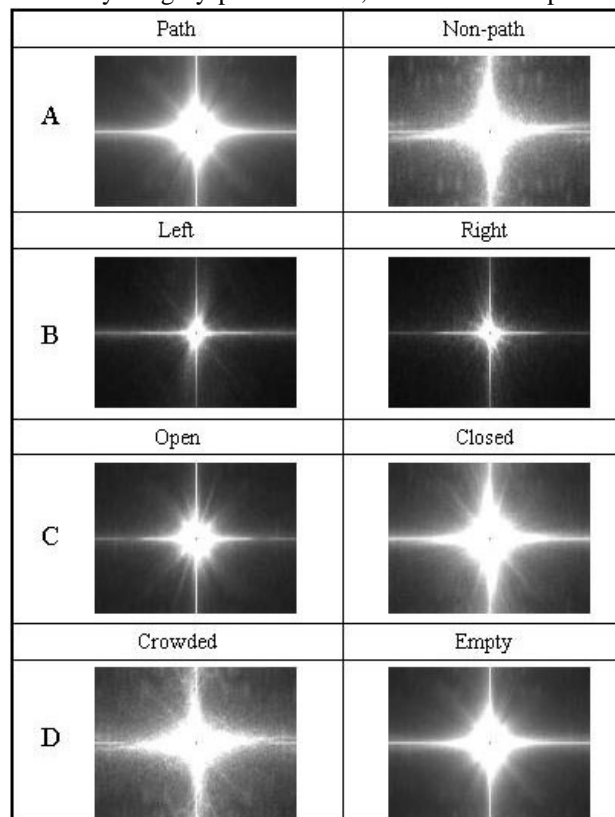 Path Non-path
A
Left Right
B
Open Closed
C
Crowded Empty
D